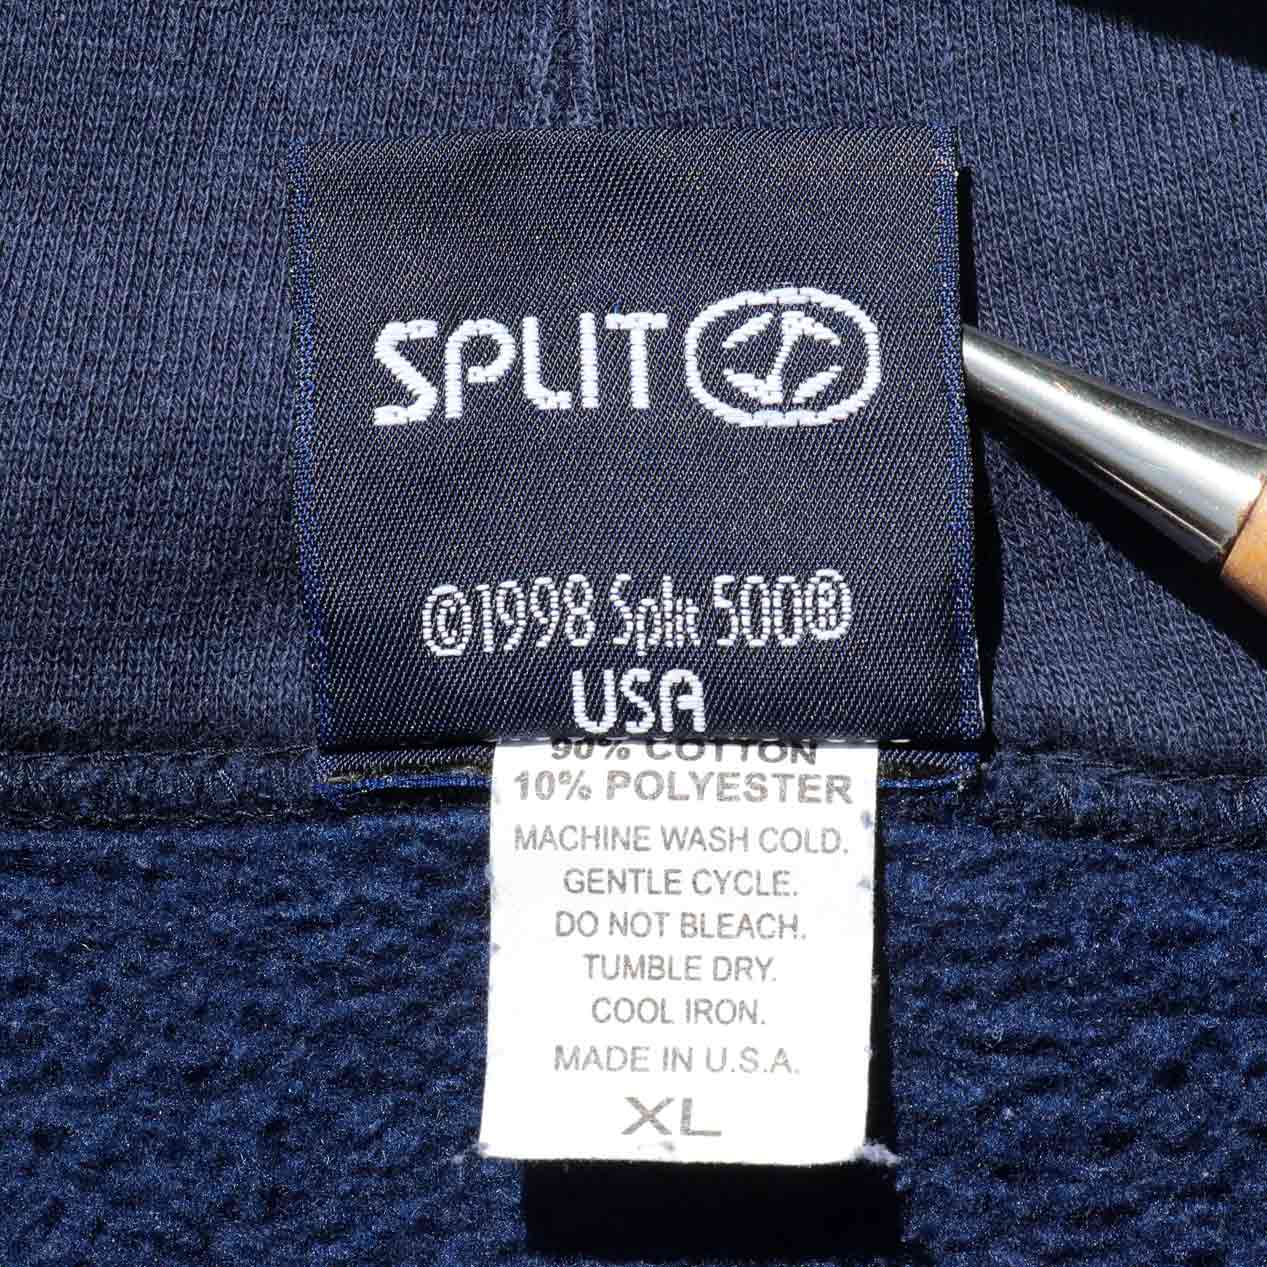 SPLIT
©1998 Split 500®
USA
90% COTTON
10% POLYESTER
MACHINE WASH COLD.
GENTLE CYCLE.
DO NOT BLEACH.
TUMBLE DRY.
COOL IRON.
MADE IN U.S.A.
XL